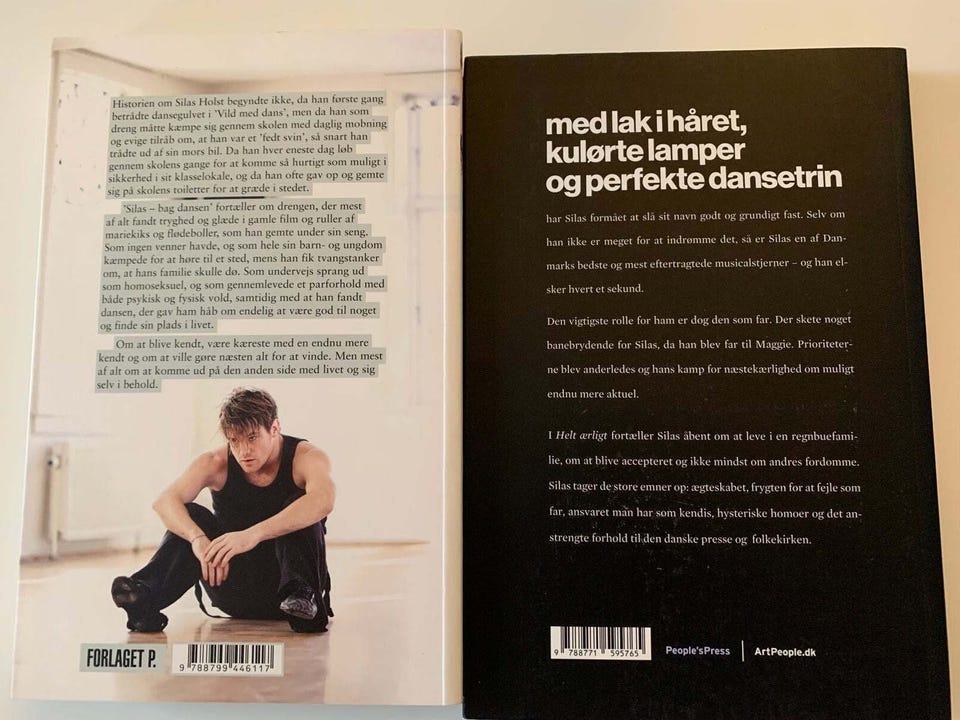 Historien om Silas Holst begyndte ikke, da han første gang
betrådte dansegulvet i 'Vild med dans', men da han som
dreng måtte kæmpe sig gennem skolen med daglig mobning
og evige tilråb om, at han var et 'fedt svin', så snart han
trådte ud af sin mors bil. Da han hver eneste dag løb
gennem skolens gange for at komme så hurtigt som muligt i
sikkerhed i sit klasselokale, og da han ofte gav op og gemte
sig på skolens toiletter for at græde i stedet.
'Silas – bag dansen' fortæller om drengen, der mest
af alt fandt tryghed og glæde i gamle film og ruller af
mariekiks og flødeboller, som han gemte under sin seng.
Som ingen venner havde, og som hele sin barn- og ungdom
kæmpede for at høre til et sted, mens han fik tvangstanker
om, at hans familie skulle dø. Som undervejs sprang ud
som homoseksuel, og som gennemlevede et parforhold med
både psykisk og fysisk vold, samtidig med at han fandt
dansen, der gav ham håb om endelig at være god til noget
og finde sin plads i livet.
Om at blive kendt, være kæreste med en endnu mere
kendt og om at ville gøre næsten alt for at vinde. Men mest
af alt om at komme ud på den anden side med livet og sig
selv i behold.
FORLAGET P.
9 788799 446117
med lak i håret,
kulørte lamper
og perfekte dansetrin
har Silas formået at slå sit navn godt og grundigt fast. Selv om
han ikke er meget for at indrømme det, så er Silas en af Dan-
marks bedste og mest eftertragtede musicalstjerner – og han el-
sker hvert et sekund.
Den vigtigste rolle for ham er dog den som far. Der skete noget
banebrydende for Silas, da han blev far til Maggie. Prioriteter-
ne blev anderledes og hans kamp for næstekærlighed om muligt
endnu mere aktuel.
I Helt ærligt fortæller Silas åbent om at leve i en regnbuefami-
lie, om at blive accepteret og ikke mindst om andres fordomme.
Silas tager de store emner op: ægteskabet, frygten for at fejle som
far, ansvaret man har som kendis, hysteriske homoer og det an-
strengte forhold til den danske presse og folkekirken.
9 788771 595765
People'sPress
ArtPeople.dk